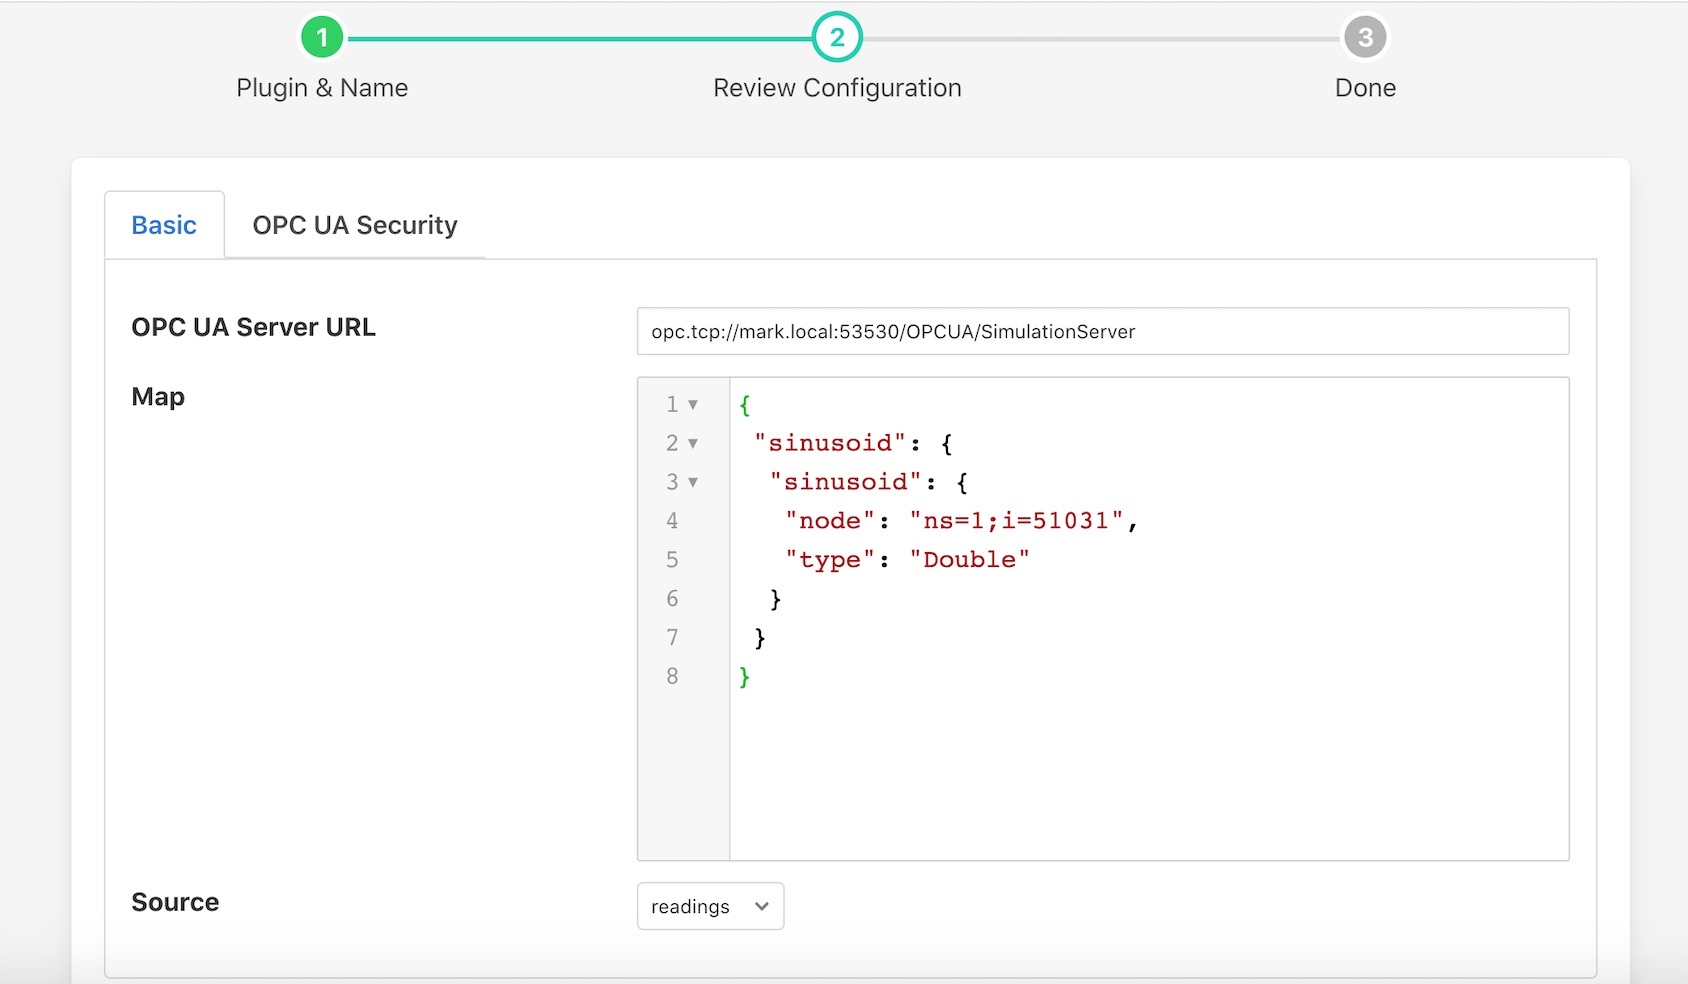 1 2 3
Plugin & Name Review Configuration Done
Basic OPC UA Security
OPC UA Server URL opc.tcp://mark.local:53530/OPCUA/SimulationServer
Map
1 {
2 "sinusoid": {
3 "sinusoid": {
4 "node": "ns=1;i=51031",
5 "type": "Double"
6 }
7 }
8 }
Source readings